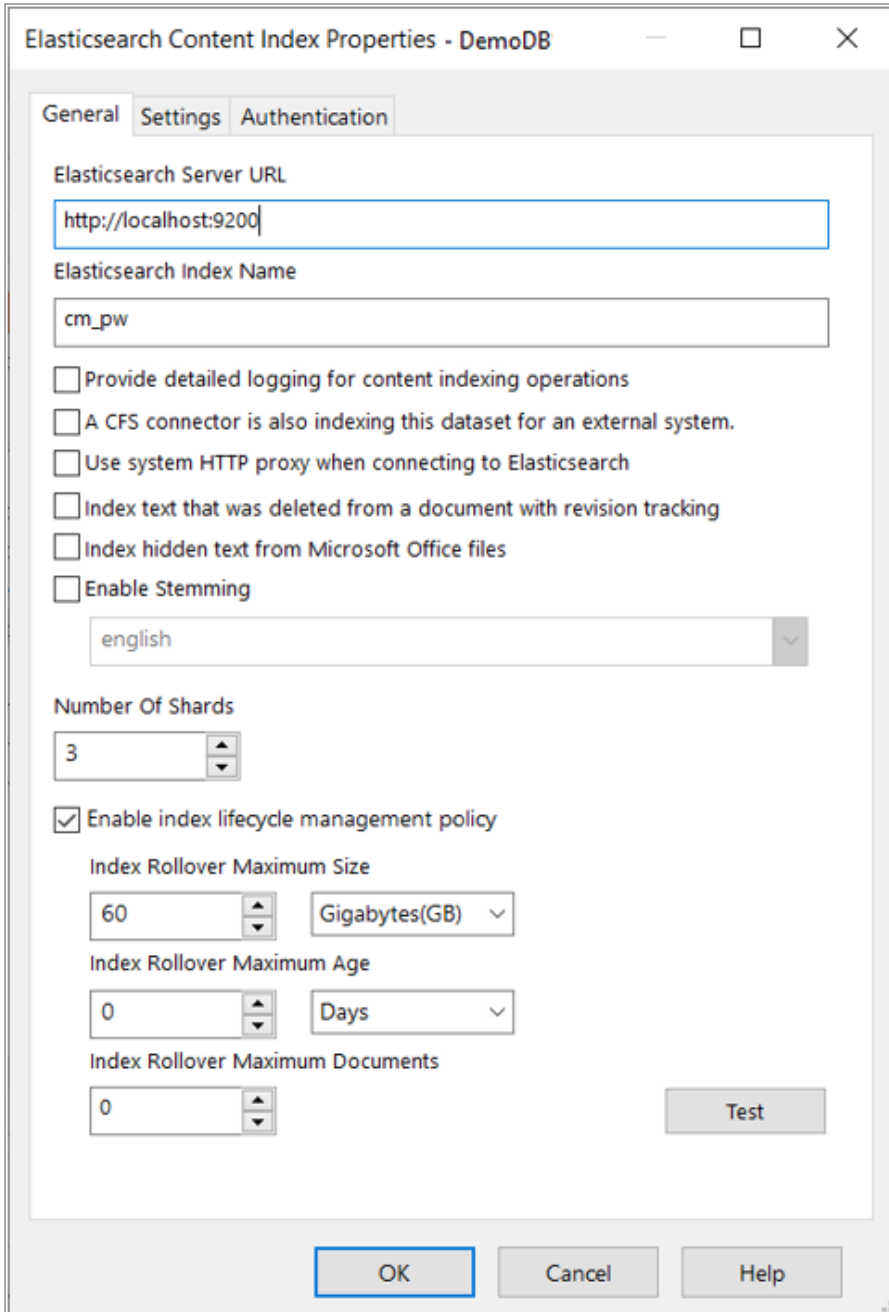 Elasticsearch Content Index Properties - DemoDB
General Settings Authentication
Elasticsearch Server URL
http://localhost:9200
Elasticsearch Index Name
cm_pw
Provide detailed logging for content indexing operations
A CFS connector is also indexing this dataset for an external system.
Use system HTTP proxy when connecting to Elasticsearch
Index text that was deleted from a document with revision tracking
Index hidden text from Microsoft Office files
Enable Stemming
english
Number Of Shards
3
Enable index lifecycle management policy
Index Rollover Maximum Size
60 Gigabytes(GB)
Index Rollover Maximum Age
0 Days
Index Rollover Maximum Documents
0 Test
OK Cancel Help